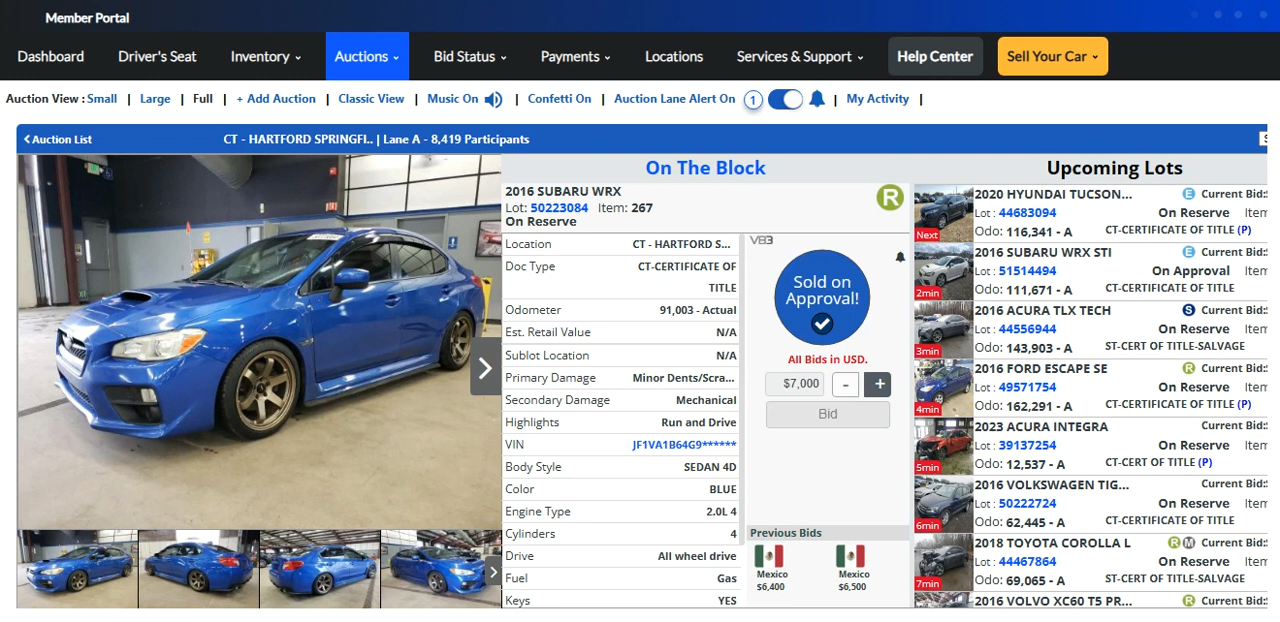 Member Portal
Dashboard Driver's Seat Inventory Auctions Bid Status Payments Locations Services & Support Help Center Sell Your Car
Auction View : Small | Large | Full | + Add Auction | Classic View | Music On | Confetti On | Auction Lane Alert On 1 | My Activity |
Auction List CT - HARTFORD SPRINGFI.. | Lane A - 8,419 Participants
On The Block
2016 SUBARU WRX
Lot: 50223084 Item: 267
On Reserve
R
Location CT - HARTFORD S...
Doc Type CT-CERTIFICATE OF
TITLE
Odometer 91,003 - Actual
Est. Retail Value N/A
Sublot Location N/A
Primary Damage Minor Dents/Scra...
Secondary Damage Mechanical
Highlights Run and Drive
VIN JF1VA1B64G9******
Body Style SEDAN 4D
Color BLUE
Engine Type 2.0L 4
Cylinders 4
Drive All wheel drive
Fuel Gas
Keys YES
VB3
Sold on
Approval!
All Bids in USD.
$7,000 - +
Bid
Previous Bids
Mexico Mexico
$6,400 $6,500
Upcoming Lots
2020 HYUNDAI TUCSON... E Current Bid:
Lot : 44683094 On Reserve Item
Next Odo: 116,341 - A CT-CERTIFICATE OF TITLE (P)
2016 SUBARU WRX STI E Current Bid:
Lot : 51514494 On Approval Item
2min Odo: 111,671 - A CT-CERTIFICATE OF TITLE
2016 ACURA TLX TECH S Current Bid:
Lot : 44556944 On Reserve Item
3min Odo: 143,903 - A ST-CERT OF TITLE-SALVAGE
2016 FORD ESCAPE SE R Current Bid:
Lot : 49571754 On Reserve Item
4min Odo: 162,291 - A CT-CERTIFICATE OF TITLE (P)
2023 ACURA INTEGRA Current Bid:
Lot : 39137254 On Reserve Item
5min Odo: 12,537 - A CT-CERT OF TITLE (P)
2016 VOLKSWAGEN TIG... Current Bid:
Lot : 50222724 On Reserve Item
6min Odo: 62,445 - A CT-CERTIFICATE OF TITLE
2018 TOYOTA COROLLA L R M Current Bid:
Lot : 44467864 On Reserve Item
7min Odo: 69,065 - A ST-CERT OF TITLE-SALVAGE
2016 VOLVO XC60 T5 PR... R Current Bid: